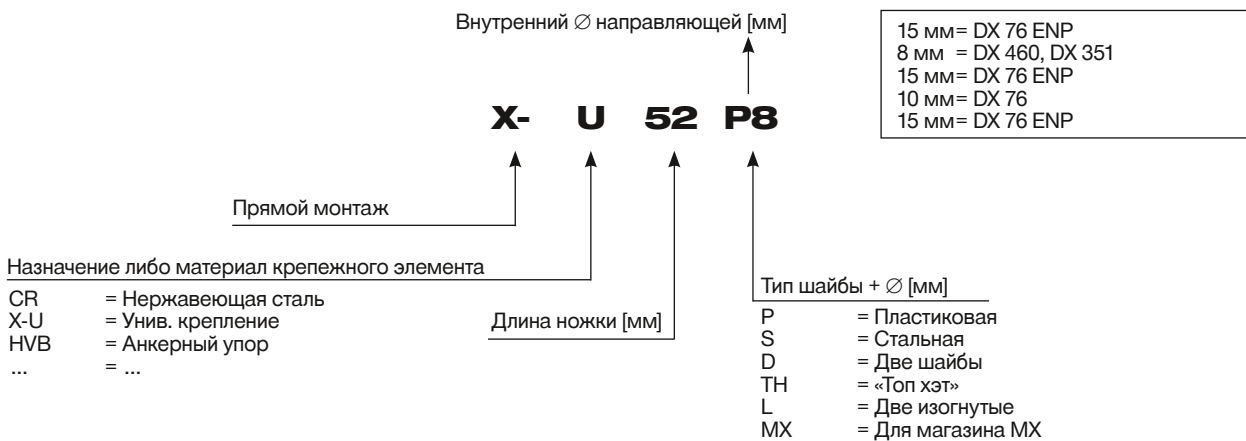 Внутренний ∅ направляющей [мм]
15 мм= DX 76 ENP
8 мм = DX 460, DX 351
15 мм= DX 76 ENP
10 мм= DX 76
15 мм= DX 76 ENP
X- U 52 P8
Прямой монтаж
Назначение либо материал крепежного элемента
CR = Нержавеющая сталь
X-U = Унив. крепление
HVB = Анкерный упор
... = ...
Длина ножки [мм]
Тип шайбы + ∅ [мм]
P = Пластиковая
S = Стальная
D = Две шайбы
TH = «Топ хэт»
L = Две изогнутые
MX = Для магазина MX